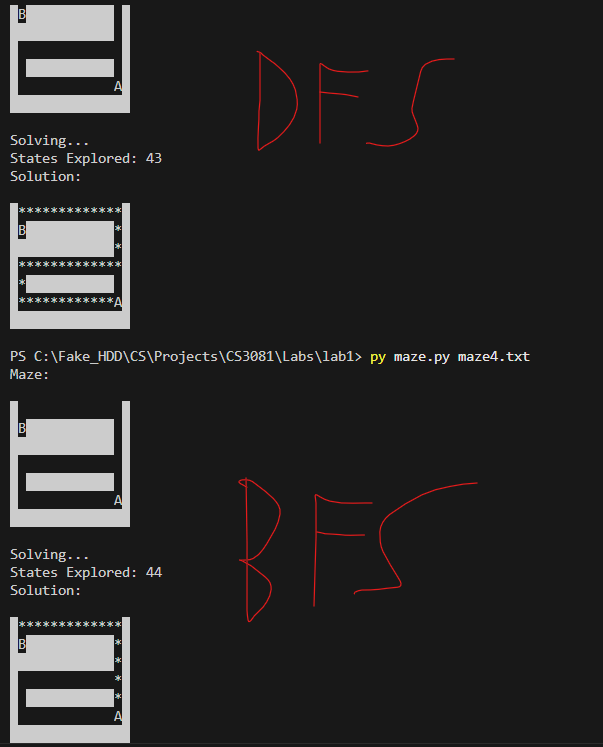 B
A
DFS
Solving...
States Explored: 43
Solution:
*************
B *
*
*************
*
************A
PS C:\Fake_HDD\CS\Projects\CS3081\Labs\lab1> py maze.py maze4.txt
Maze:
B
A
BFS
Solving...
States Explored: 44
Solution:
*************
B *
*
*
*
A